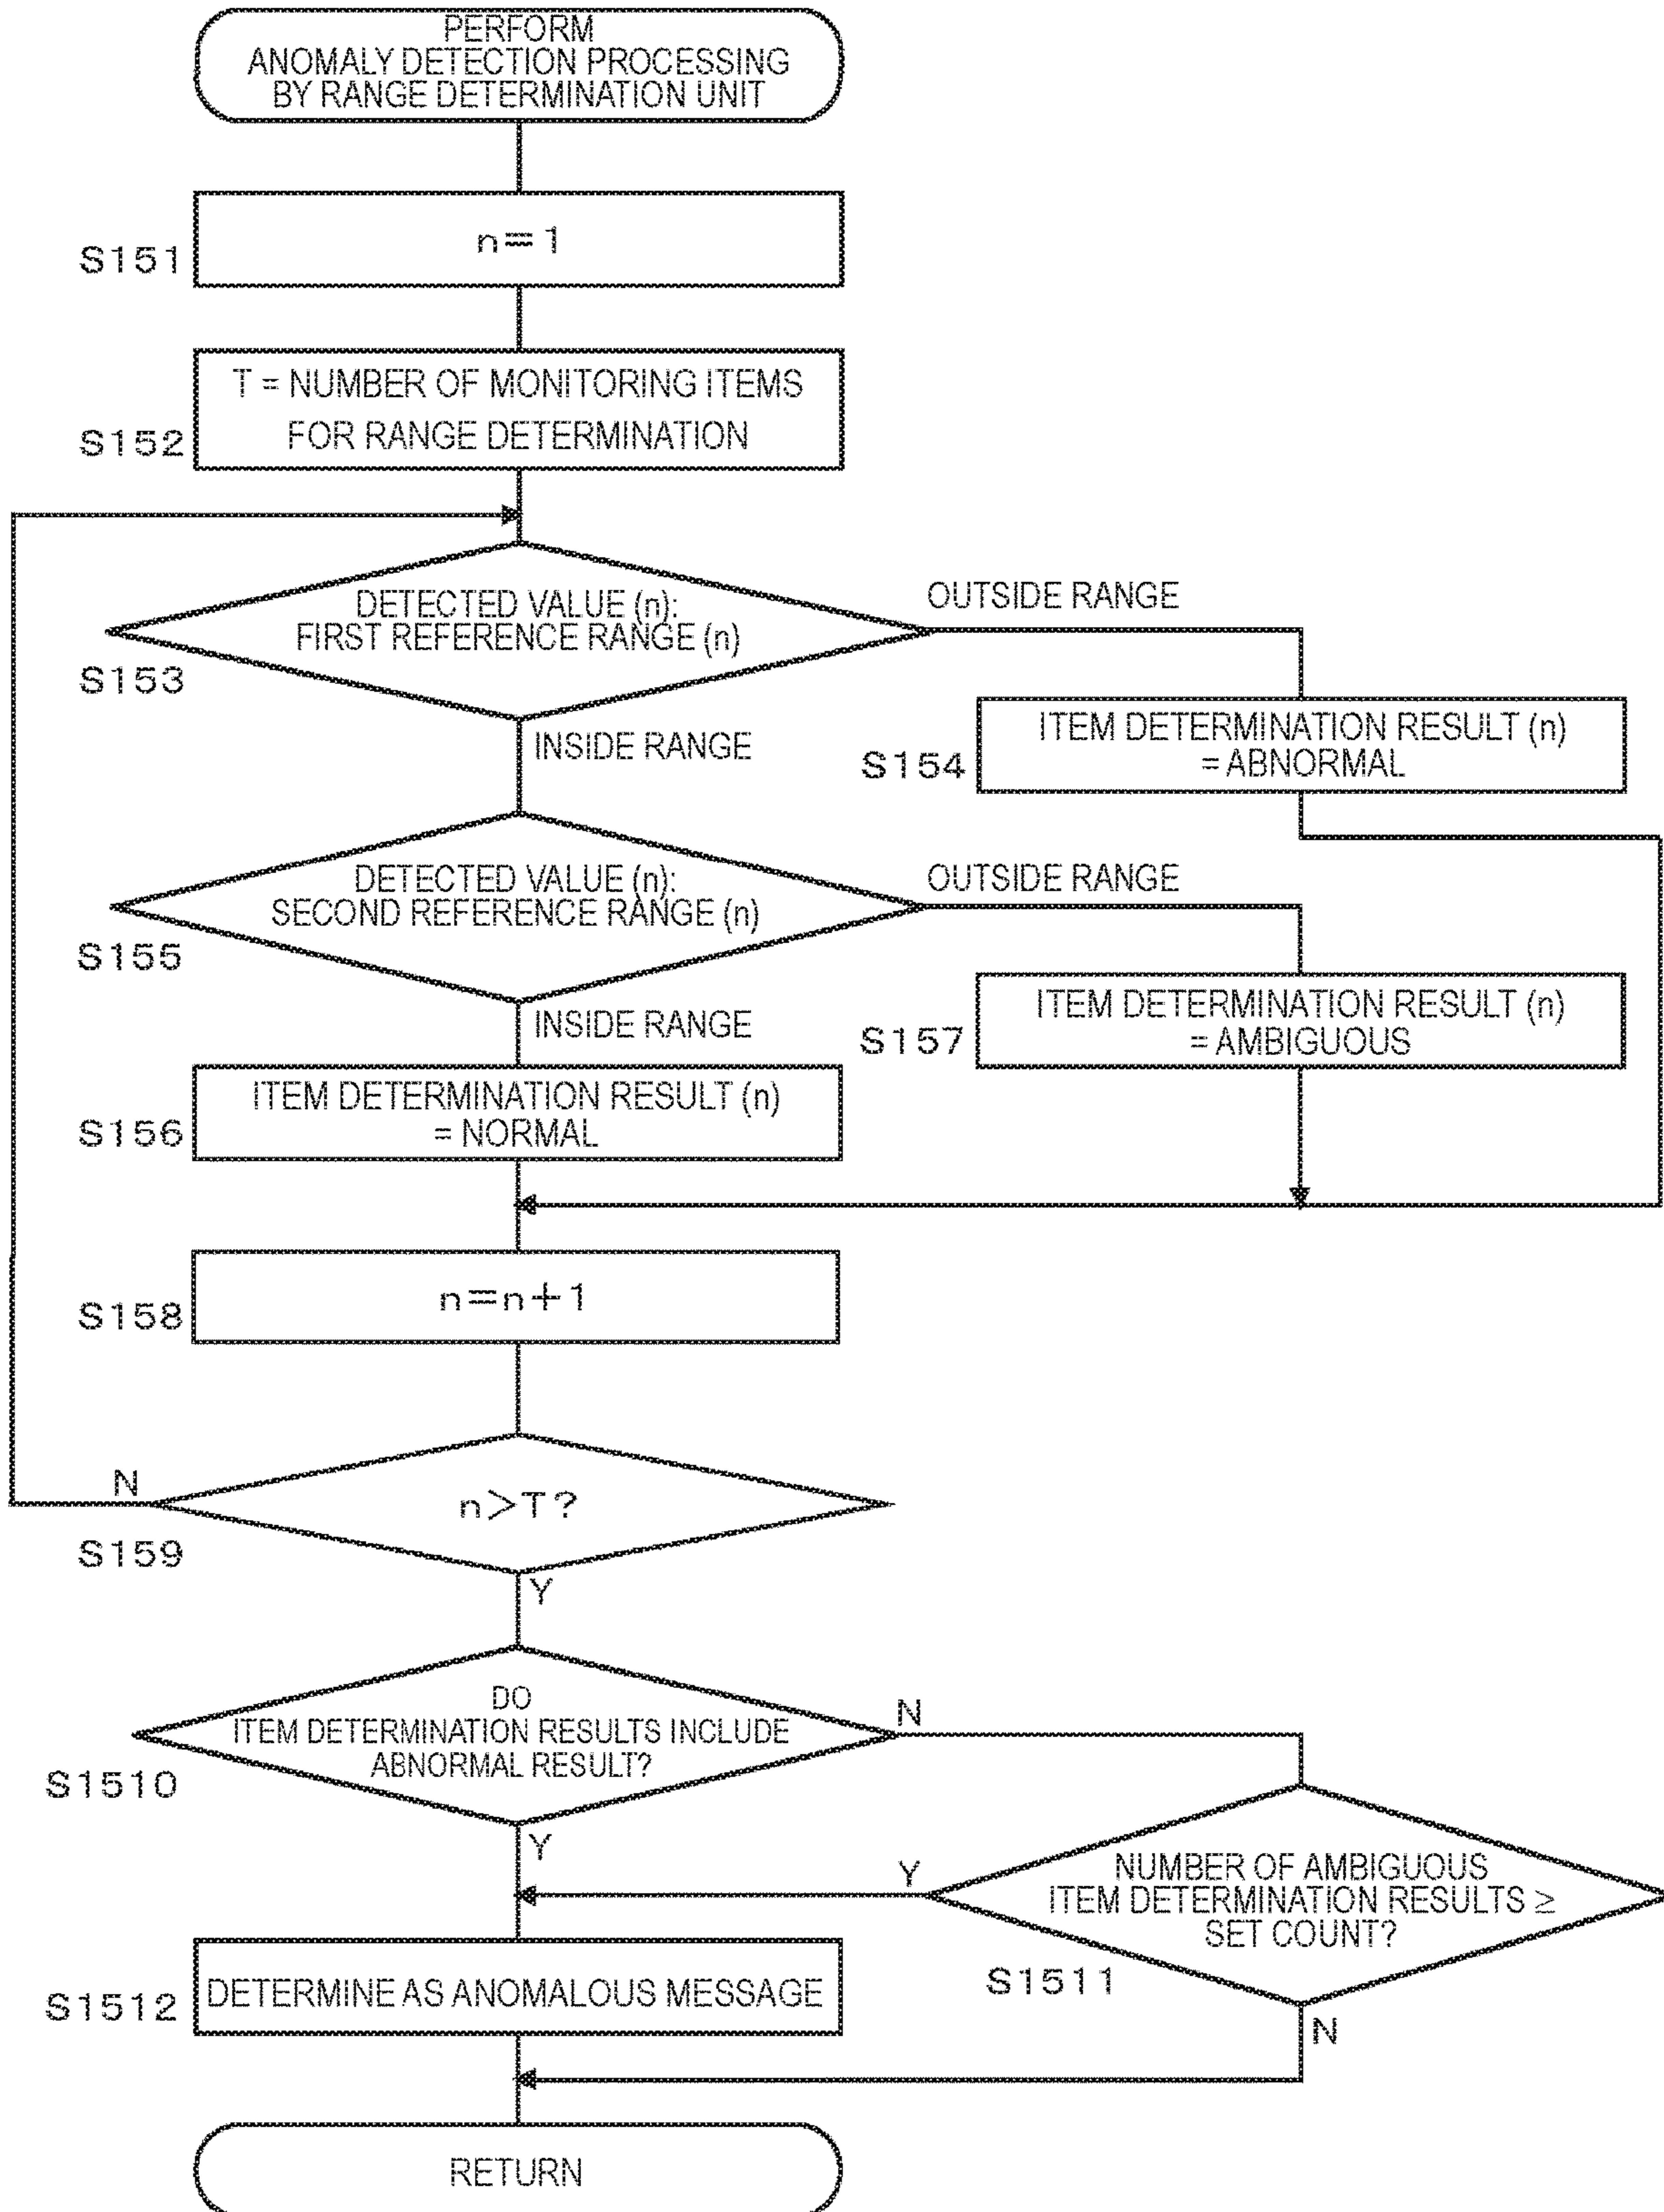 PERFORM
ANOMALY DETECTION PROCESSING
BY RANGE DETERMINATION UNIT
S151
n=1
S152
T = NUMBER OF MONITORING ITEMS
FOR RANGE DETERMINATION
S153
DETECTED VALUE (n):
FIRST REFERENCE RANGE (n)
OUTSIDE RANGE
INSIDE RANGE
S154
ITEM DETERMINATION RESULT (n)
= ABNORMAL
S155
DETECTED VALUE (n):
SECOND REFERENCE RANGE (n)
OUTSIDE RANGE
INSIDE RANGE
S157
ITEM DETERMINATION RESULT (n)
= AMBIGUOUS
S156
ITEM DETERMINATION RESULT (n)
= NORMAL
S158
n=n+1
N
n>T?
S159
Y
DO
ITEM DETERMINATION RESULTS INCLUDE
ABNORMAL RESULT?
N
S1510
Y
Y
NUMBER OF AMBIGUOUS
ITEM DETERMINATION RESULTS ≥
SET COUNT?
S1511
N
S1512
DETERMINE AS ANOMALOUS MESSAGE
RETURN